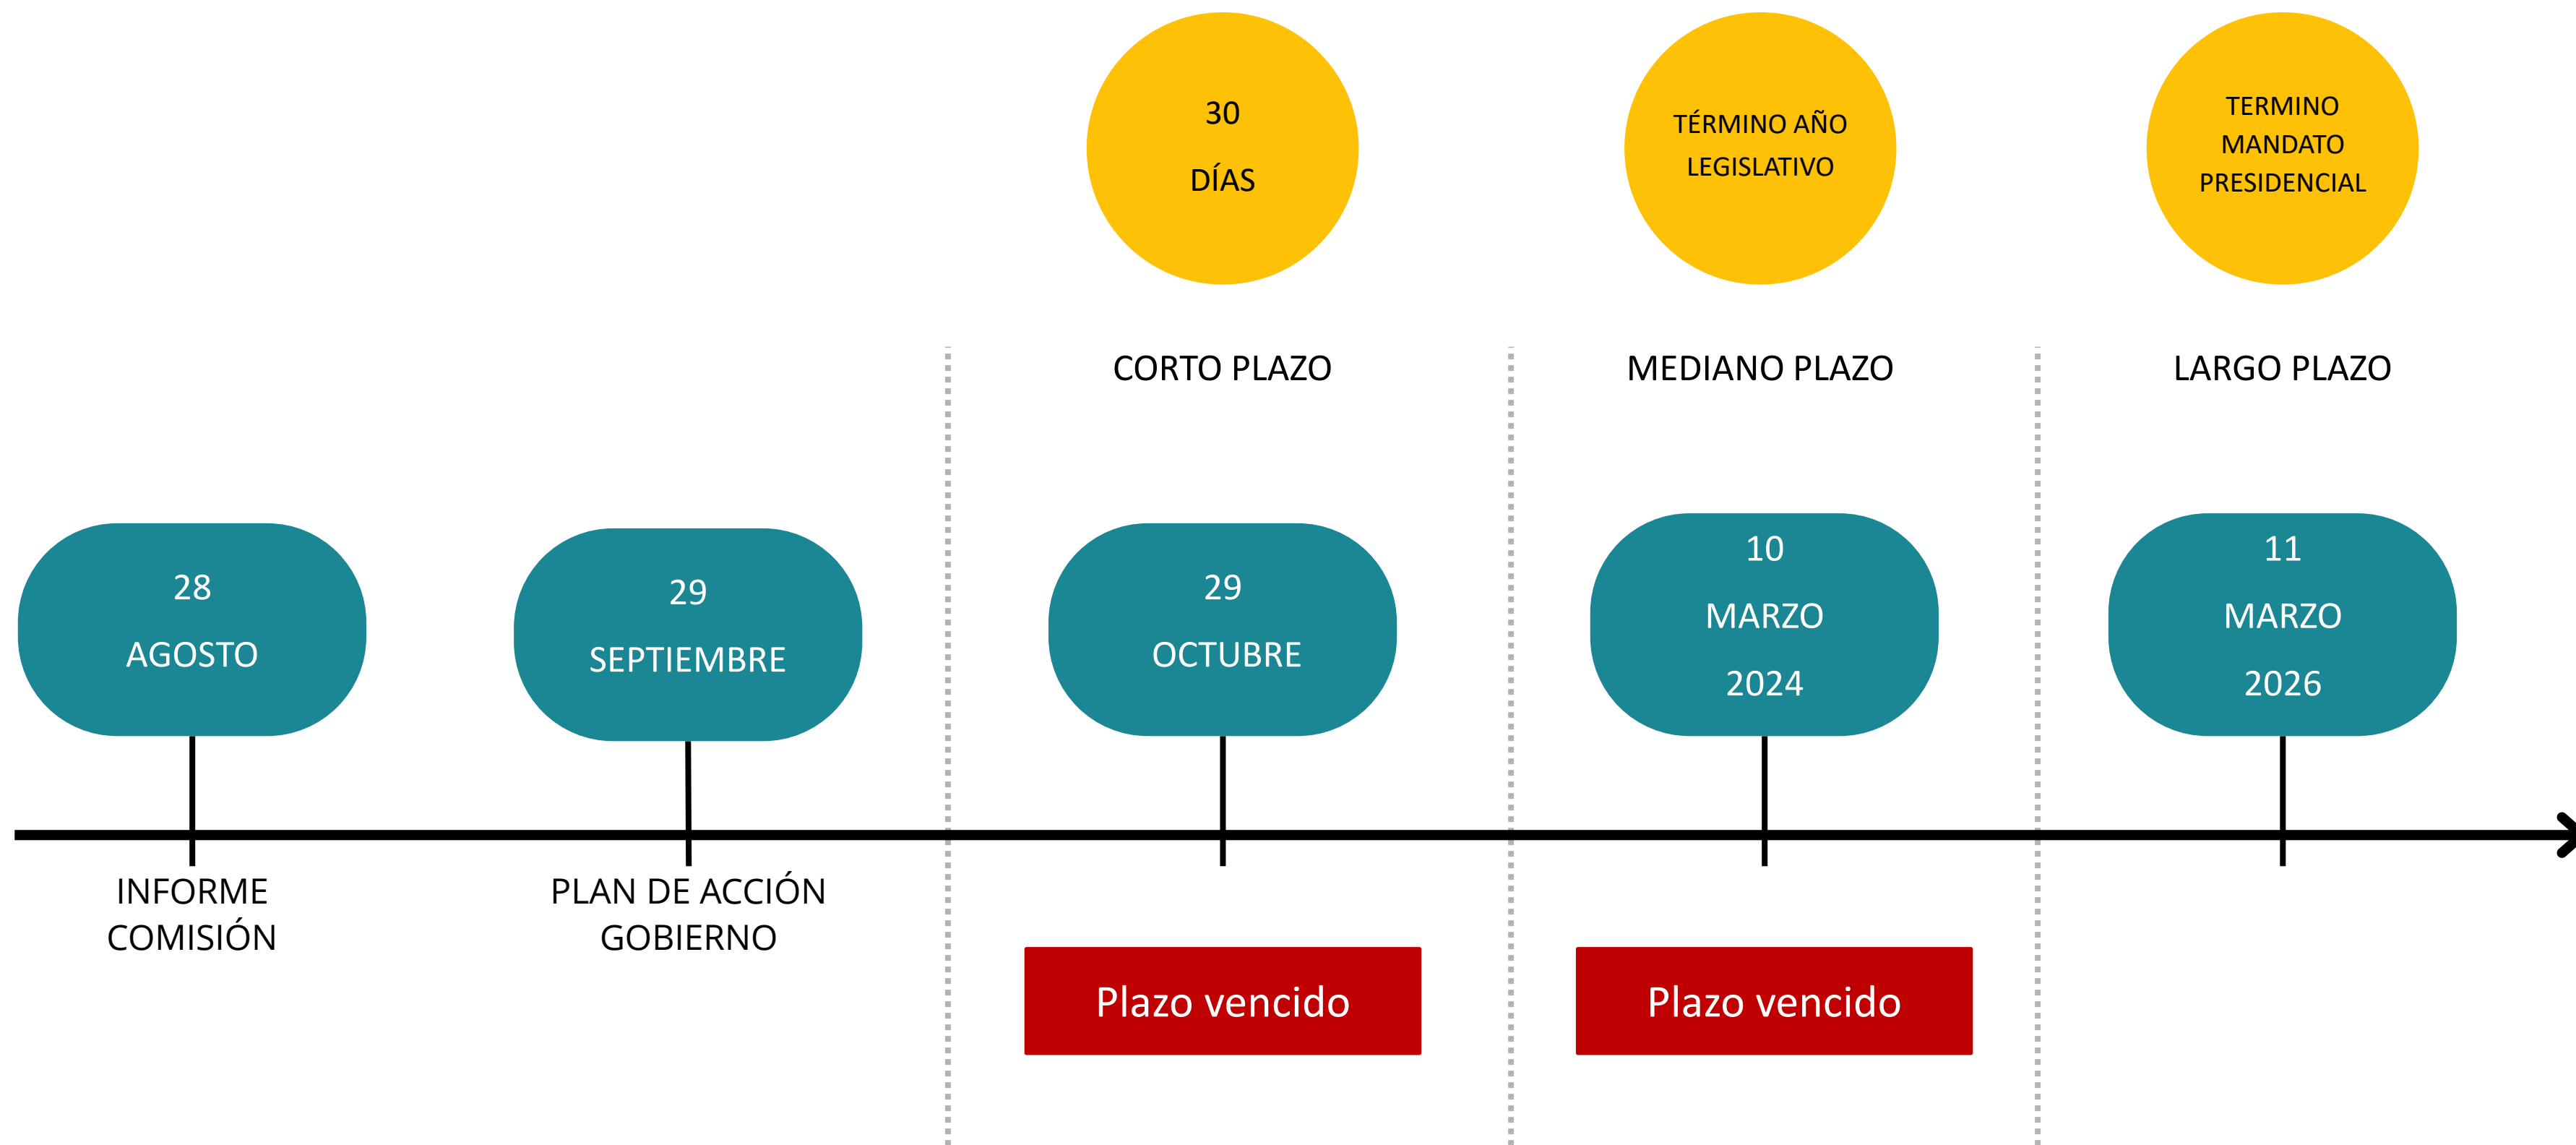 30
DÍAS
TÉRMINO AÑO
LEGISLATIVO
TERMINO
MANDATO
PRESIDENCIAL
CORTO PLAZO
MEDIANO PLAZO
LARGO PLAZO
28
AGOSTO
29
SEPTIEMBRE
29
OCTUBRE
10
MARZO
2024
11
MARZO
2026
INFORME
COMISIÓN
PLAN DE ACCIÓN
GOBIERNO
Plazo vencido
Plazo vencido